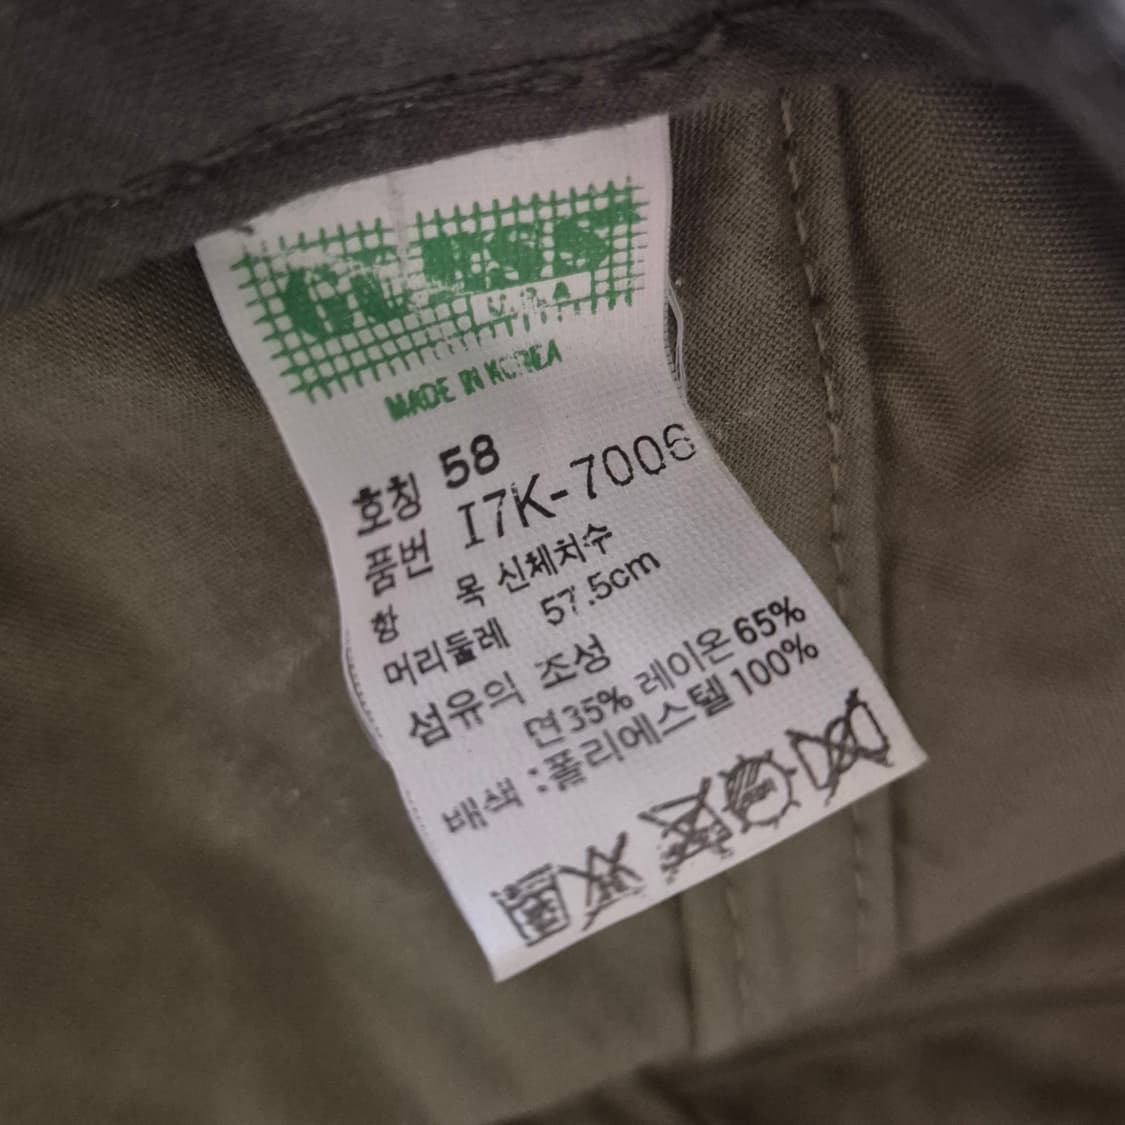 GUESS
U.S.A
MADE IN KOREA
호칭 58
품번 I7K-7006
항 목 신체치수
머리둘레 57.5cm
섬유의 조성
면35% 레이온65%
배색 :폴리에스텔100%